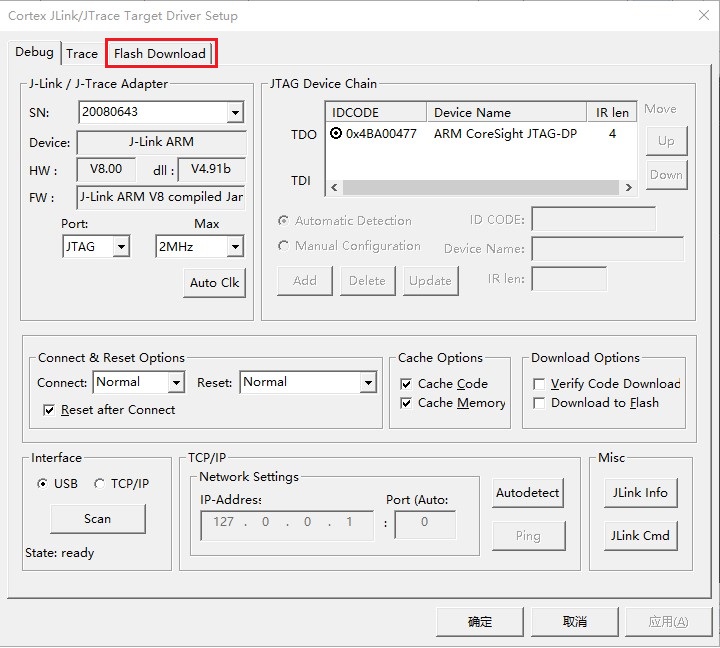 Cortex JLink/JTrace Target Driver Setup
Debug Trace Flash Download
J-Link / J-Trace Adapter
SN: 20080643
Device: J-Link ARM
HW : V8.00 dll : V4.91b
FW : J-Link ARM V8 compiled Jar
Port: Max
JTAG 2MHz
Auto Clk
JTAG Device Chain
IDCODE Device Name IR len Move
TDO 0x4BA00477 ARM CoreSight JTAG-DP 4 Up
TDI Down
Automatic Detection ID CODE:
Manual Configuration Device Name:
Add Delete Update IR len:
Connect & Reset Options
Connect: Normal Reset: Normal
Reset after Connect
Cache Options
Cache Code
Cache Memory
Download Options
Verify Code Download
Download to Flash
Interface
USB TCP/IP
Scan
State: ready
TCP/IP
Network Settings
IP-Address: Port (Auto:
127 . 0 . 0 . 1 : 0
Autodetect
Ping
Misc
JLink Info
JLink Cmd
确定 取消 应用(A)